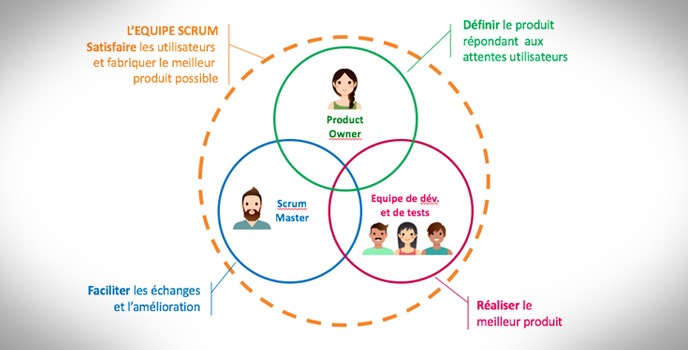 L'EQUIPE SCRUM
Satisfaire les utilisateurs
et fabriquer le meilleur
produit possible
Définir le produit
répondant aux
attentes utilisateurs
Product
Owner
Scrum
Master
Equipe de dév.
et de tests
Faciliter les échanges
et l'amélioration
Réaliser le
meilleur produit